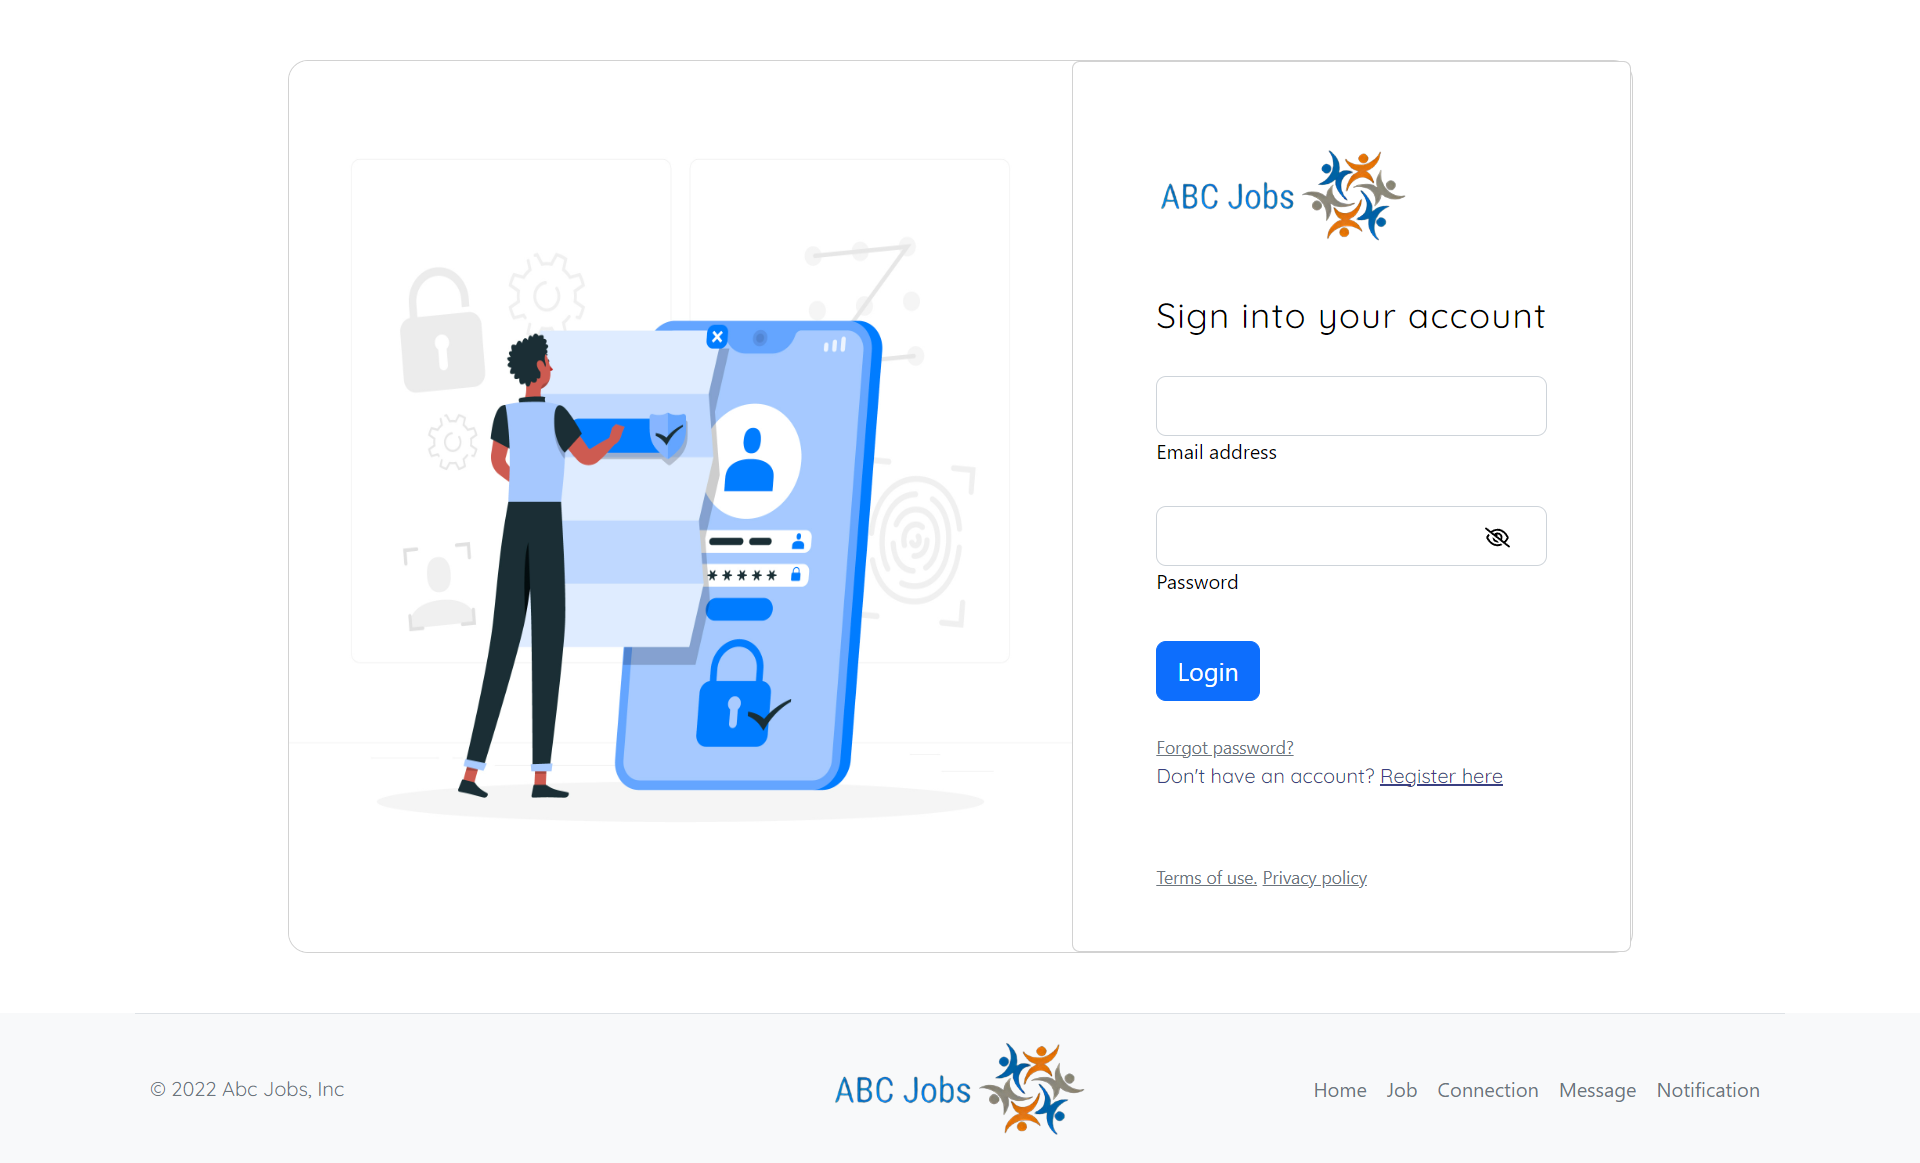 ABC Jobs
Sign into your account
Email address
*****
Password
Login
Forgot password?
Don't have an account? Register here
Terms of use. Privacy policy
© 2022 Abc Jobs, Inc
ABC Jobs
Home Job Connection Message Notification